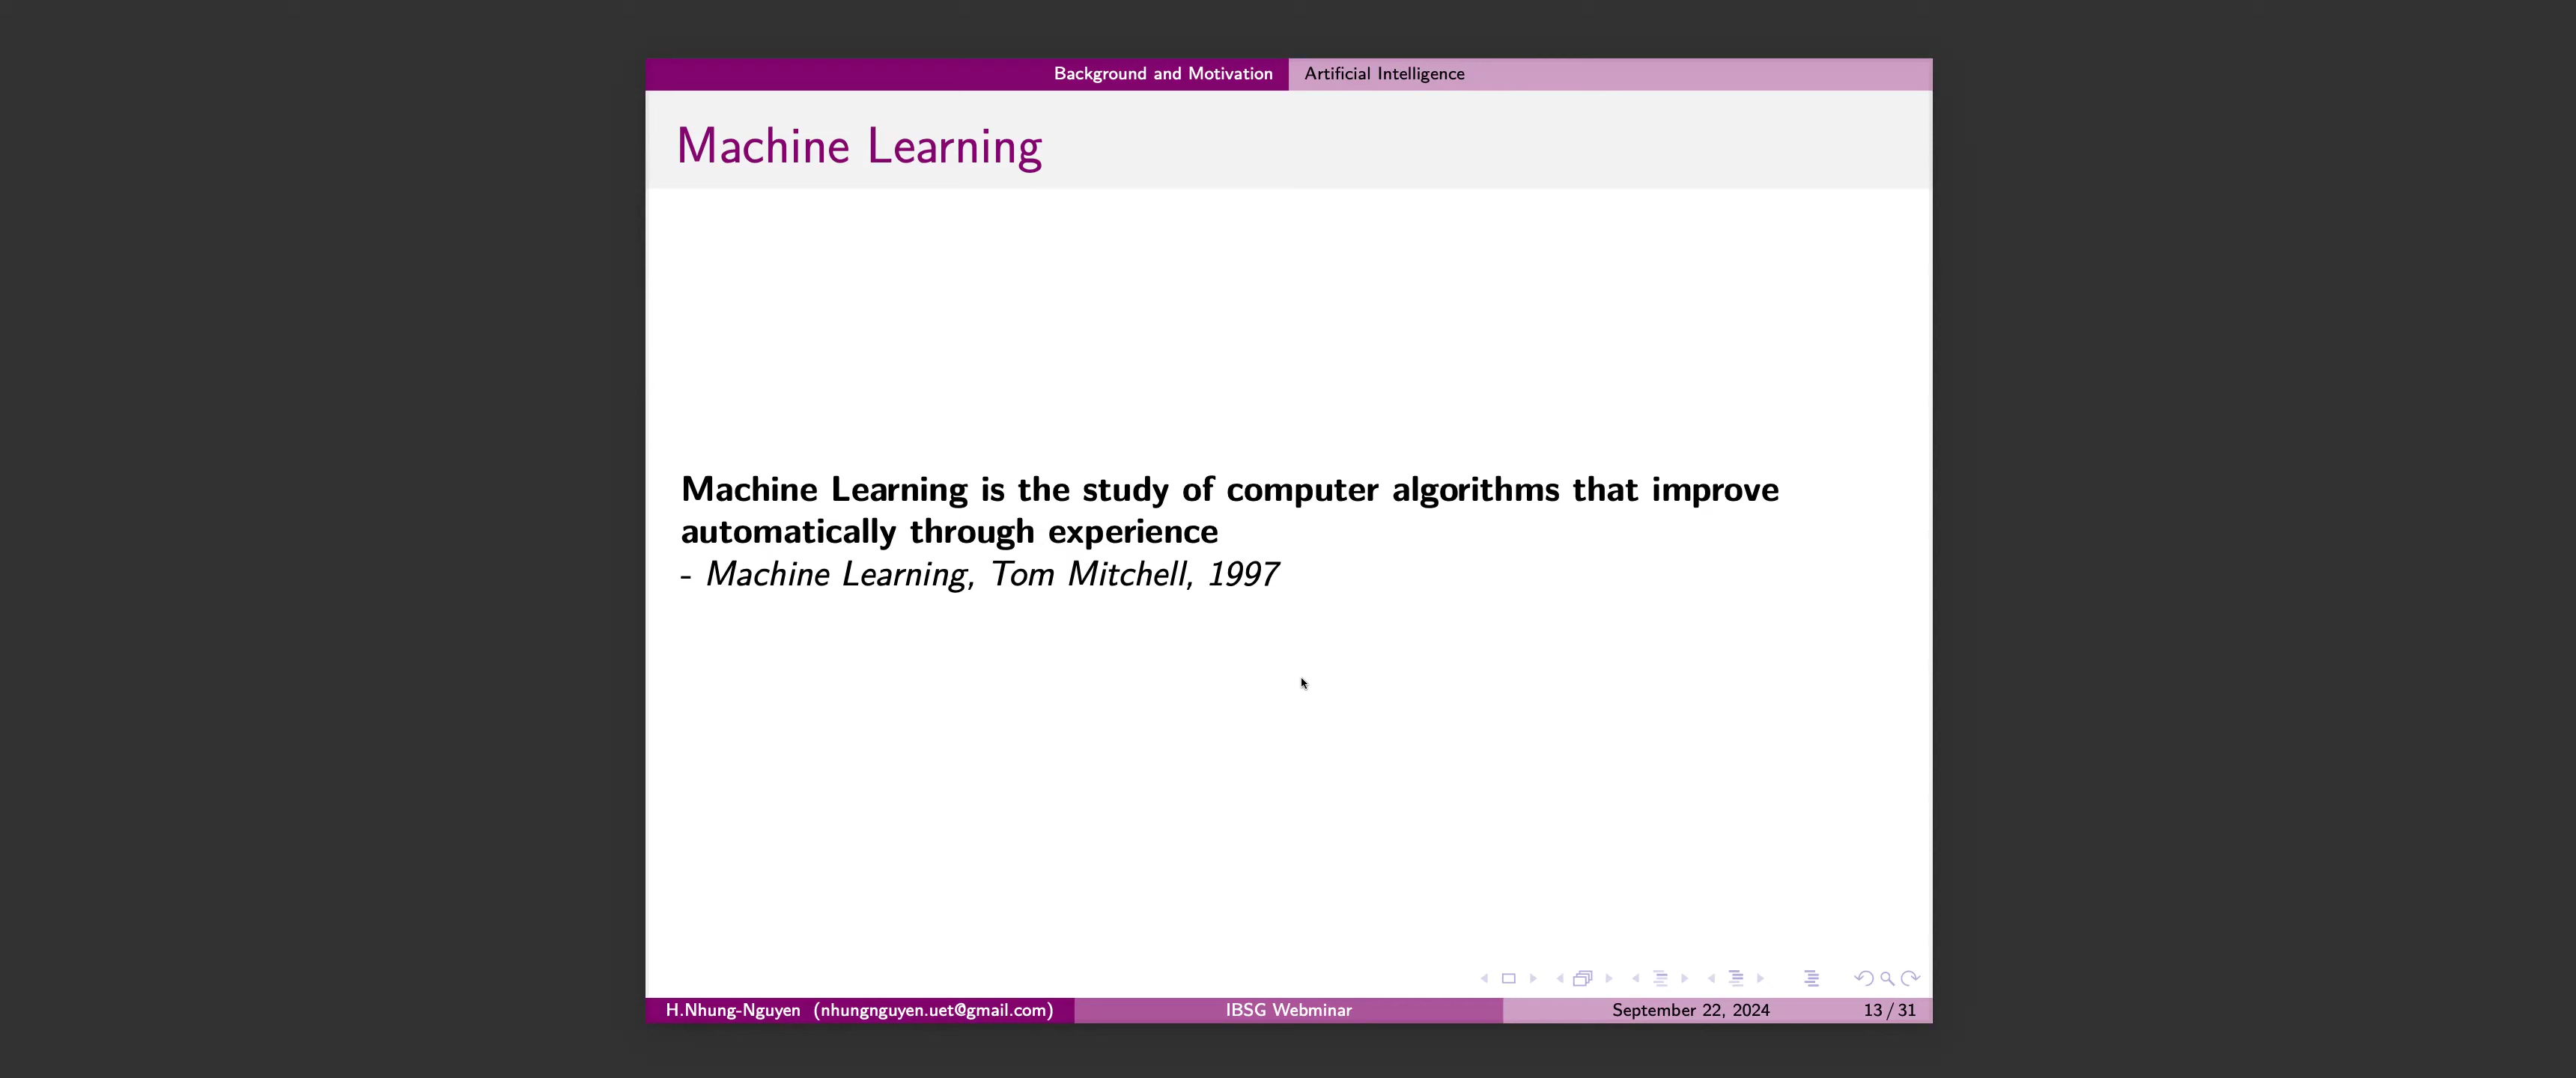 Background and Motivation Artificial Intelligence
Machine Learning
Machine Learning is the study of computer algorithms that improve
automatically through experience
- Machine Learning, Tom Mitchell, 1997
H.Nhung-Nguyen (nhungnguyen.uet@gmail.com) IBSG Webminar September 22, 2024 13 / 31